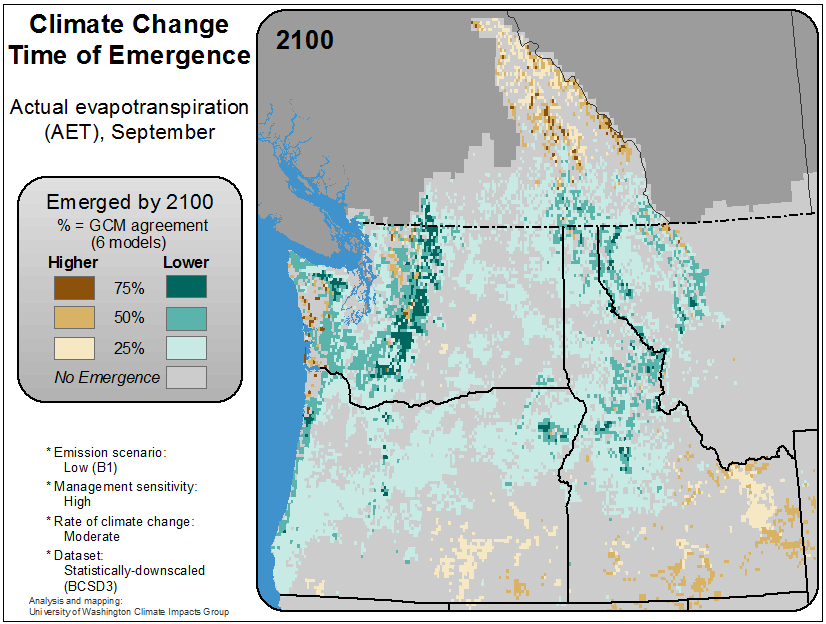 Climate Change
Time of Emergence
Actual evapotranspiration
(AET), September
Emerged by 2100
% = GCM agreement
(6 models)
Higher Lower
75%
50%
25%
No Emergence
* Emission scenario:
Low (B1)
* Management sensitivity:
High
* Rate of climate change:
Moderate
* Dataset:
Statistically-downscaled
(BCSD3)
Analysis and mapping:
University of Washington Climate Impacts Group
2100